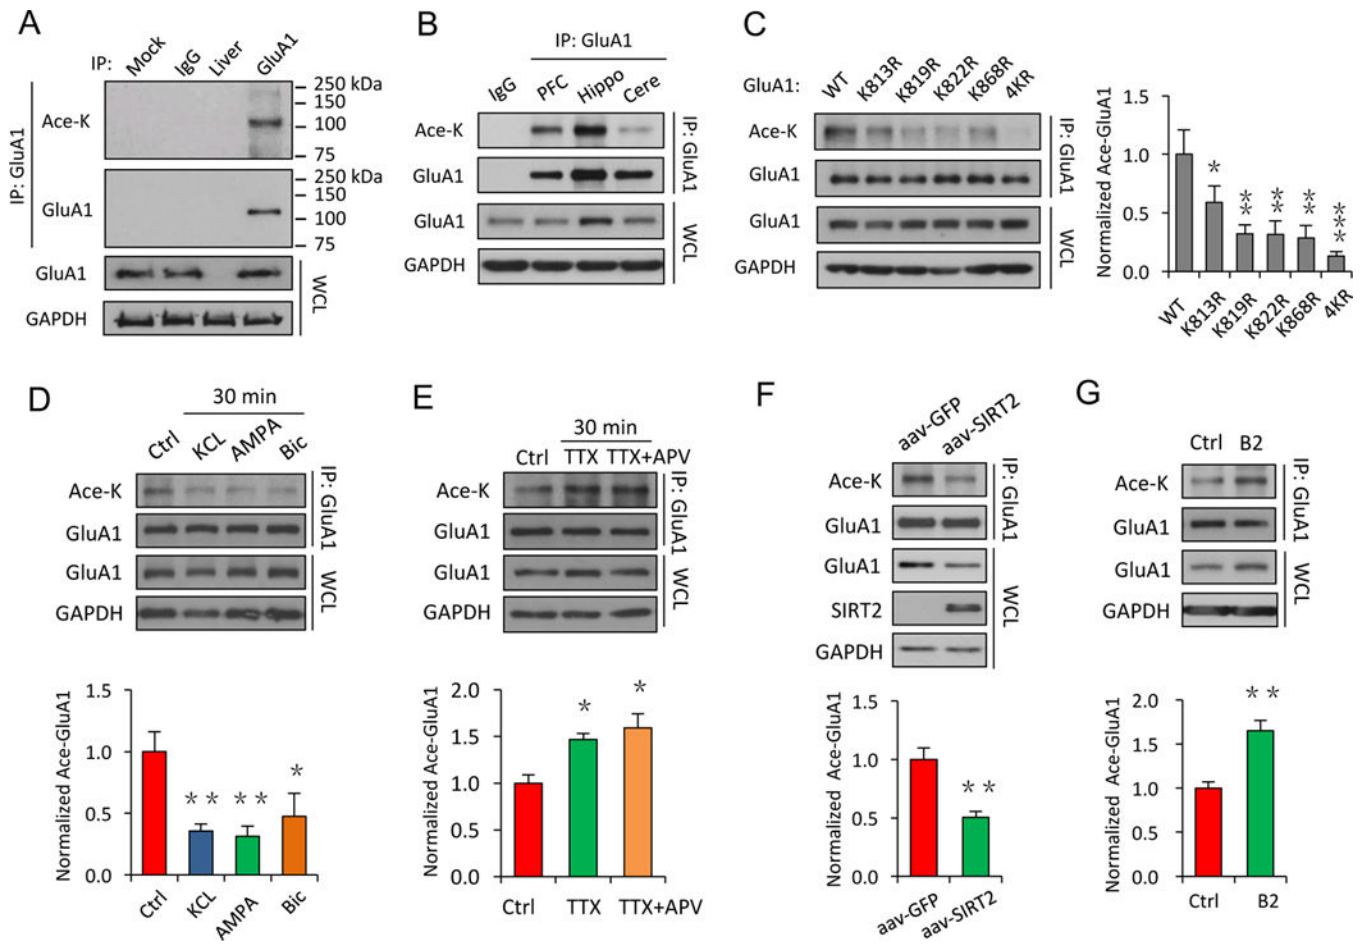 A
IP: Mock IgG Liver GluA1
IP: GluA1
Ace-K
250 kDa
150
100
75
GluA1
250 kDa
150
100
75
GluA1
GAPDH
WCL
B
IP: GluA1
IgG PFC Hippo Cere
Ace-K
GluA1
IP: GluA1
GluA1
GAPDH
WCL
C
GluA1: WT K813R K819R K822R K868R 4KR
Ace-K
GluA1
IP: GluA1
GluA1
GAPDH
WCL
Normalized Ace-GluA1
1.5
1.0
0.5
0.0
*
**
**
**
***
WT K813R K819R K822R K868R 4KR
D
30 min
Ctrl KCL AMPA Bic
Ace-K
GluA1
IP: GluA1
GluA1
GAPDH
WCL
Normalized Ace-GluA1
1.5
1.0
0.5
0.0
** ** *
Ctrl KCL AMPA Bic
E
30 min
Ctrl TTX TTX+APV
Ace-K
GluA1
IP: GluA1
GluA1
GAPDH
WCL
Normalized Ace-GluA1
2.0
1.5
1.0
0.5
0.0
* *
Ctrl TTX TTX+APV
F
aav-GFP aav-SIRT2
Ace-K
GluA1
IP: GluA1
GluA1
SIRT2
GAPDH
WCL
Normalized Ace-GluA1
1.5
1.0
0.5
0.0
**
aav-GFP aav-SIRT2
G
Ctrl B2
Ace-K
GluA1
IP: GluA1
GluA1
GAPDH
WCL
Normalized Ace-GluA1
2.0
1.5
1.0
0.5
0.0
**
Ctrl B2